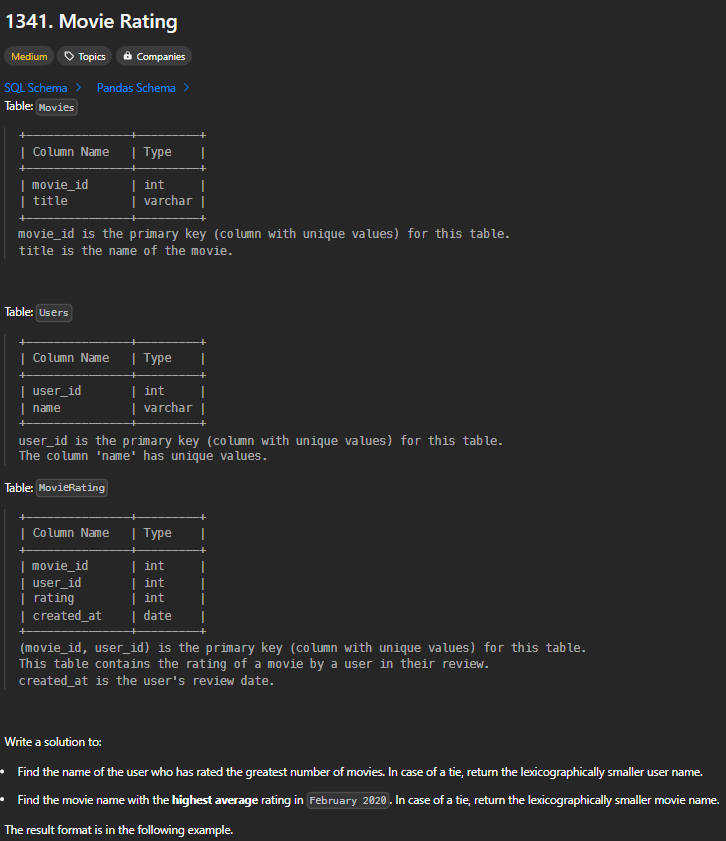 1341. Movie Rating
Medium Topics Companies
SQL Schema > Pandas Schema >
Table: Movies
+---------------+---------+
| Column Name | Type |
+---------------+---------+
| movie_id | int |
| title | varchar |
+---------------+---------+
movie_id is the primary key (column with unique values) for this table.
title is the name of the movie.
Table: Users
+---------------+---------+
| Column Name | Type |
+---------------+---------+
| user_id | int |
| name | varchar |
+---------------+---------+
user_id is the primary key (column with unique values) for this table.
The column 'name' has unique values.
Table: MovieRating
+---------------+---------+
| Column Name | Type |
+---------------+---------+
| movie_id | int |
| user_id | int |
| rating | int |
| created_at | date |
+---------------+---------+
(movie_id, user_id) is the primary key (column with unique values) for this table.
This table contains the rating of a movie by a user in their review.
created_at is the user's review date.
Write a solution to:
• Find the name of the user who has rated the greatest number of movies. In case of a tie, return the lexicographically smaller user name.
• Find the movie name with the highest average rating in February 2020. In case of a tie, return the lexicographically smaller movie name.
The result format is in the following example.